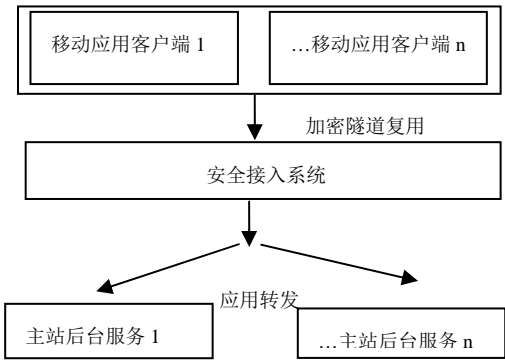 移动应用客户端 1
…移动应用客户端 n
加密隧道复用
安全接入系统
应用转发
主站后台服务 1
…主站后台服务 n